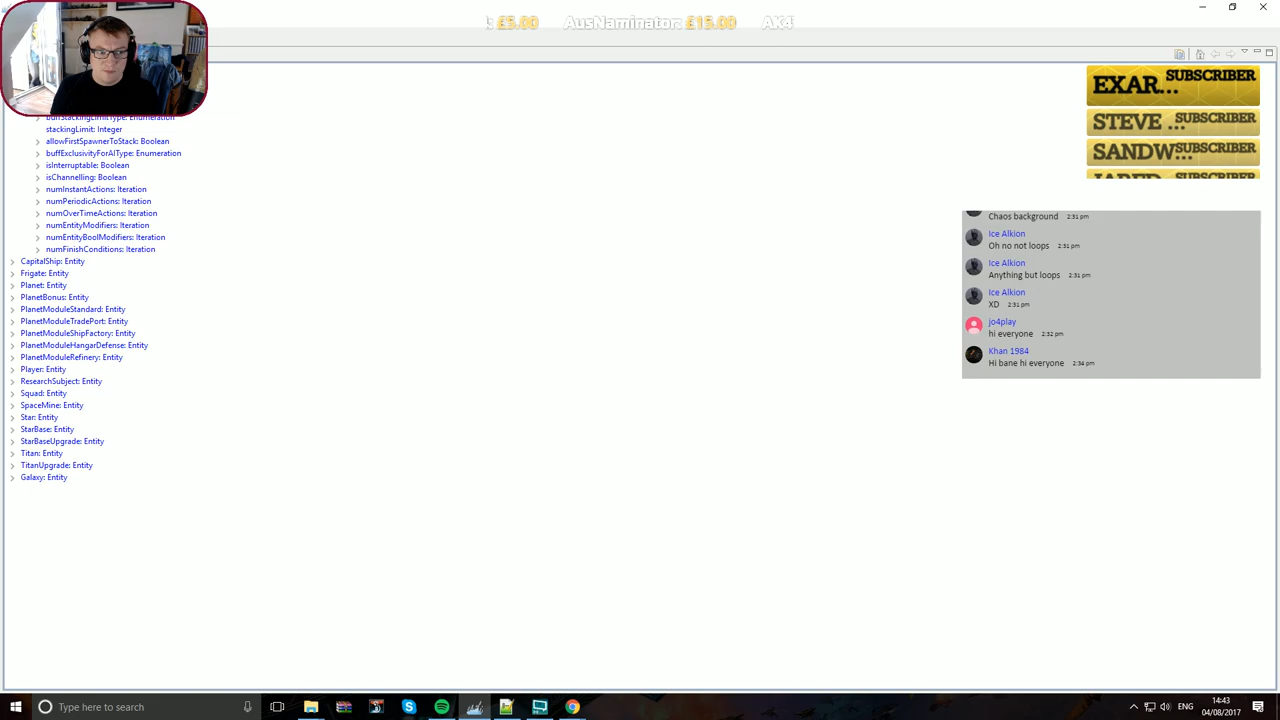 : £5.00 AusNaminator: £15.00 AK4
EXAR... SUBSCRIBER
STEVE ... SUBSCRIBER
SANDW... SUBSCRIBER
JARED SUBSCRIBER
buffStackingLimitType: Enumeration
stackingLimit: Integer
allowFirstSpawnerToStack: Boolean
buffExclusivityForAIType: Enumeration
isInterruptable: Boolean
isChannelling: Boolean
numInstantActions: Iteration
numPeriodicActions: Iteration
numOverTimeActions: Iteration
numEntityModifiers: Iteration
numEntityBoolModifiers: Iteration
numFinishConditions: Iteration
CapitalShip: Entity
Frigate: Entity
Planet: Entity
PlanetBonus: Entity
PlanetModuleStandard: Entity
PlanetModuleTradePort: Entity
PlanetModuleShipFactory: Entity
PlanetModuleHangarDefense: Entity
PlanetModuleRefinery: Entity
Player: Entity
ResearchSubject: Entity
Squad: Entity
SpaceMine: Entity
Star: Entity
StarBase: Entity
StarBaseUpgrade: Entity
Titan: Entity
TitanUpgrade: Entity
Galaxy: Entity
Chaos background 2:31 pm
Ice Alkion
Oh no not loops 2:31 pm
Ice Alkion
Anything but loops 2:31 pm
Ice Alkion
XD 2:31 pm
jo4play
hi everyone 2:32 pm
Khan 1984
Hi bane hi everyone 2:34 pm
Type here to search
ENG
14:43
04/08/2017